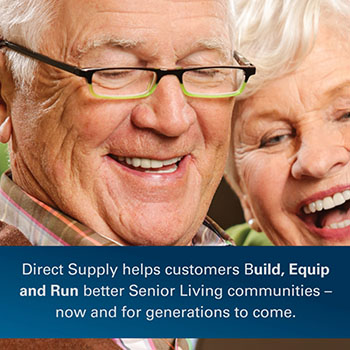 Direct Supply helps customers Build, Equip
and Run better Senior Living communities –
now and for generations to come.